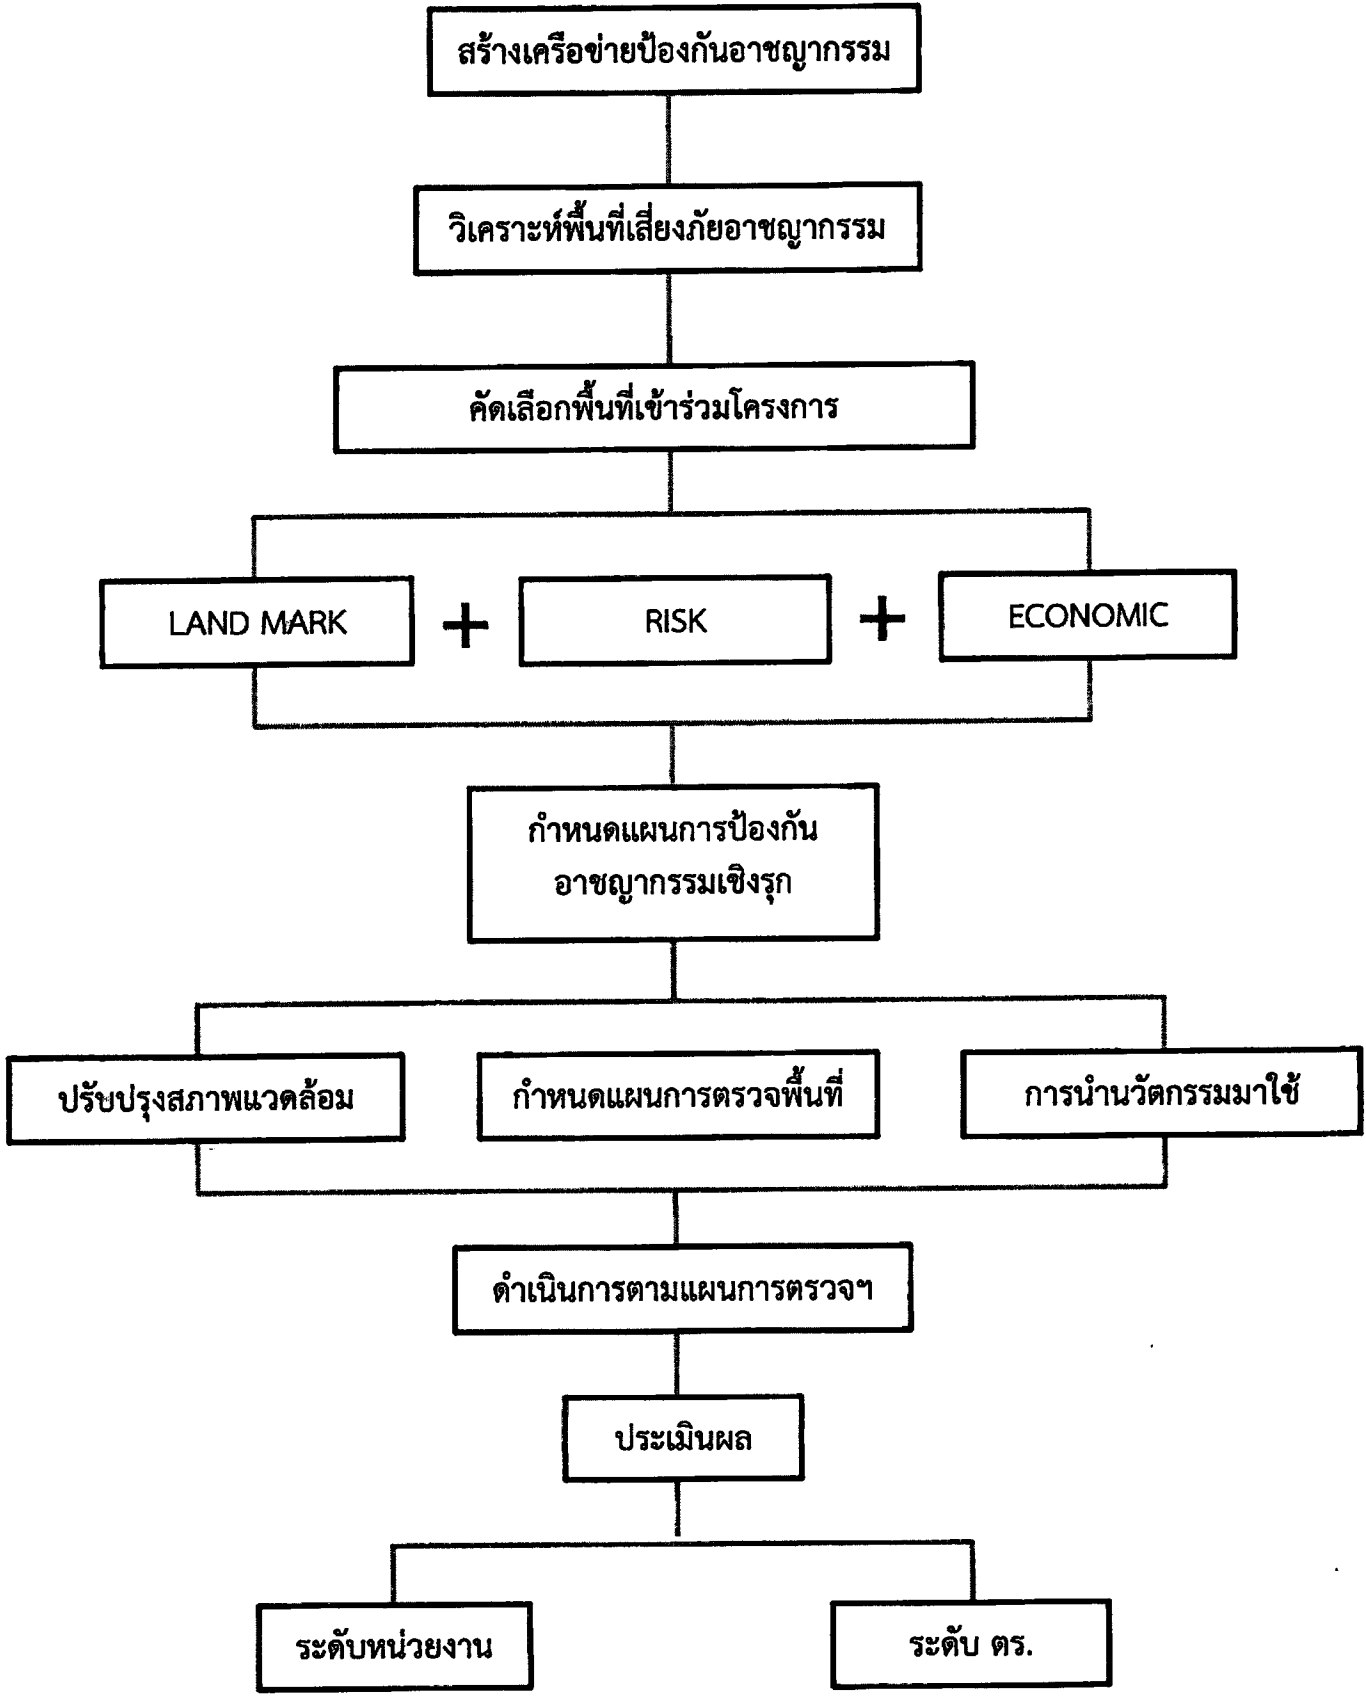 สร้างเครือข่ายป้องกันอาชญากรรม
วิเคราะห์พื้นที่เสี่ยงภัยอาชญากรรม
คัดเลือกพื้นที่เข้าร่วมโครงการ
LAND MARK + RISK + ECONOMIC
กำหนดแผนการป้องกัน
อาชญากรรมเชิงรุก
ปรับปรุงสภาพแวดล้อม กำหนดแผนการตรวจพื้นที่ การนำนวัตกรรมมาใช้
ดำเนินการตามแผนการตรวจฯ
ประเมินผล
ระดับหน่วยงาน ระดับ ตร.